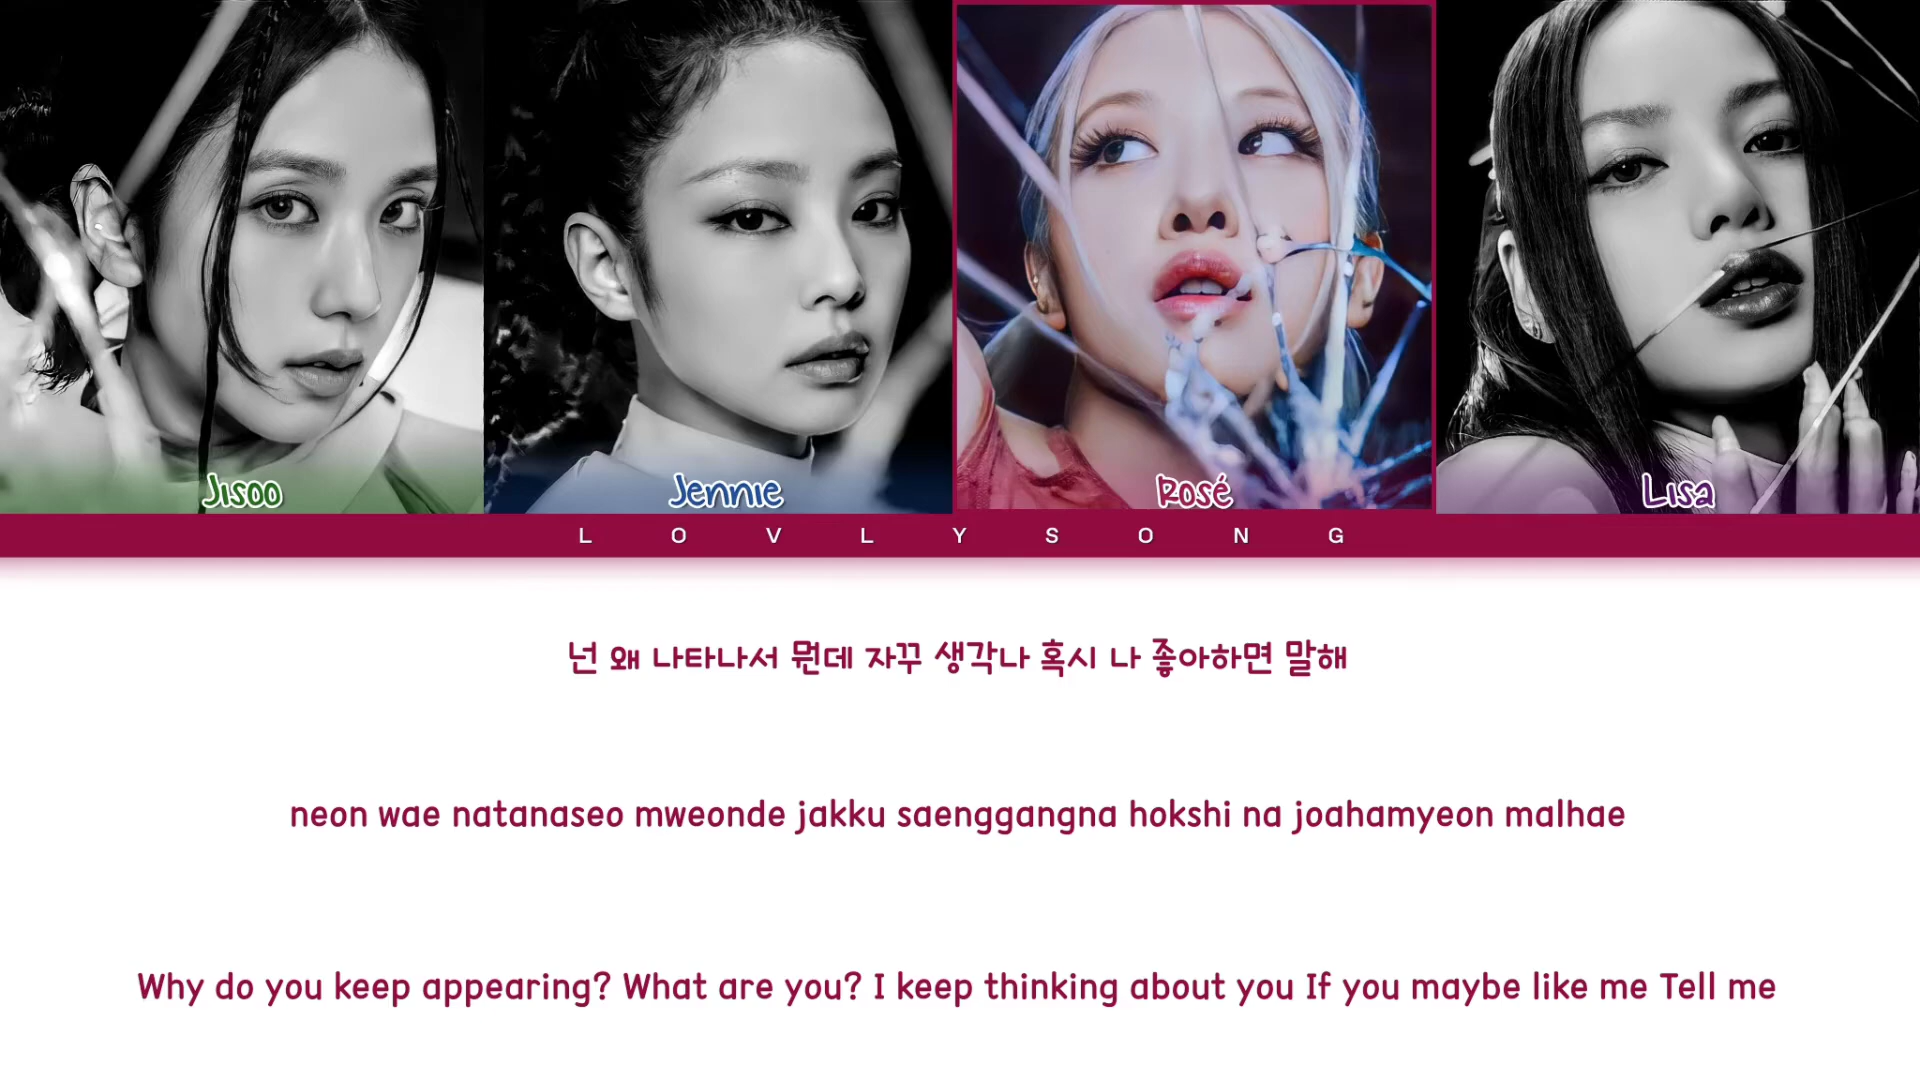 Jisoo
Jennie
Rosé
Lisa
LOVLYSONG
넌 왜 나타나서 뭔데 자꾸 생각나 혹시 나 좋아하면 말해
neon wae natanaseo mweonde jakku saenggangna hokshi na joahamyeon malhae
Why do you keep appearing? What are you? I keep thinking about you If you maybe like me Tell me